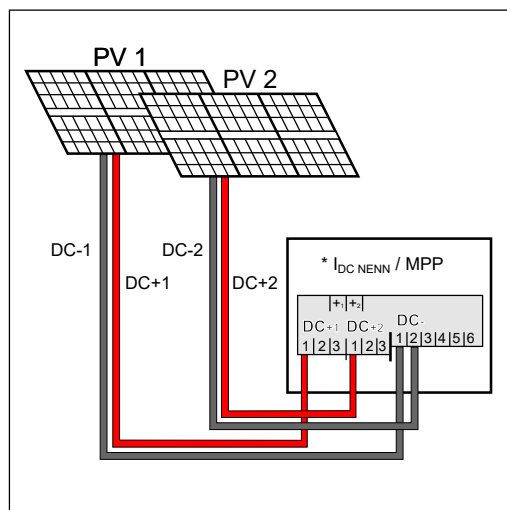 PV 1
PV 2
DC-1
DC+1
DC-2
DC+2
* I DC NENN / MPP
|+₁|+₂|
DC+1 DC+2 DC-
1|2|3|1|2|3|1|2|3|4|5|6